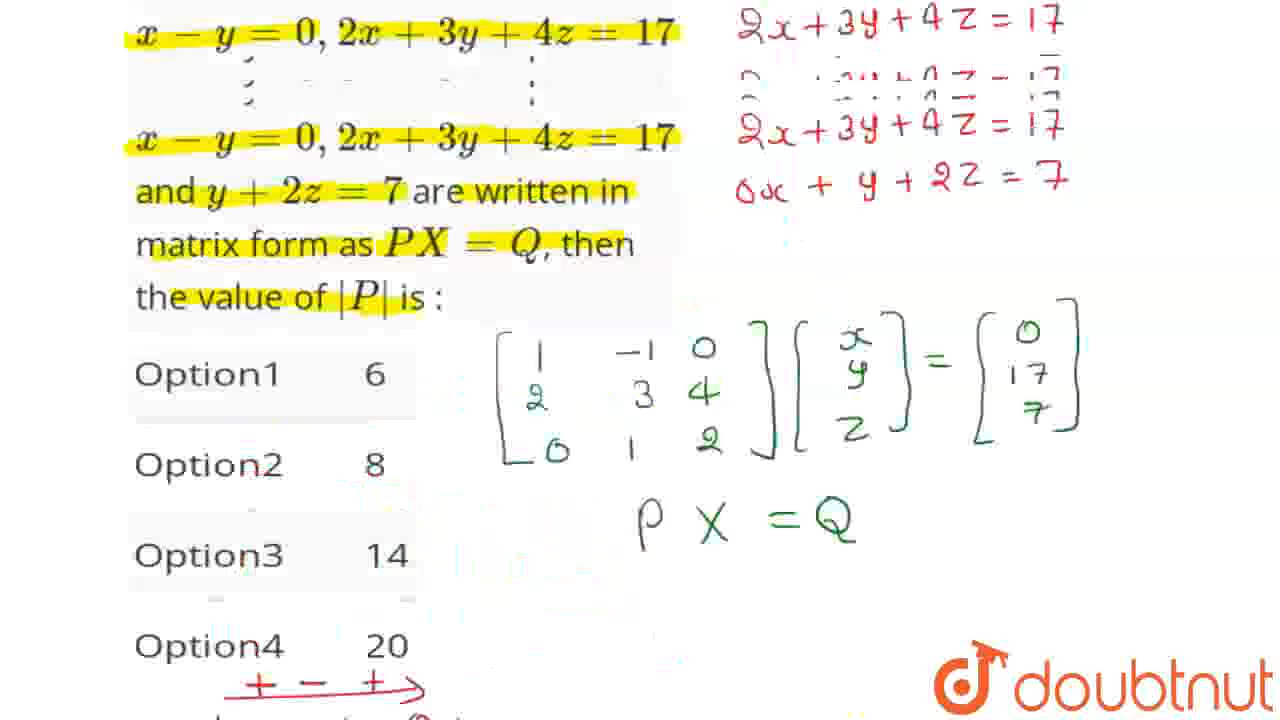 x − y = 0, 2x + 3y + 4z = 17
2x + 3y + 4z = 17
x − y = 0, 2x + 3y + 4z = 17
2x + 3y + 4z = 17
and y + 2z = 7 are written in
0x + y + 2z = 7
matrix form as PX = Q, then
the value of |P| is :
1 -1 0
2 3 4
0 1 2
x
y
z
=
0
17
7
P X = Q
Option1 6
Option2 8
Option3 14
Option4 20
+ − +
doubtnut